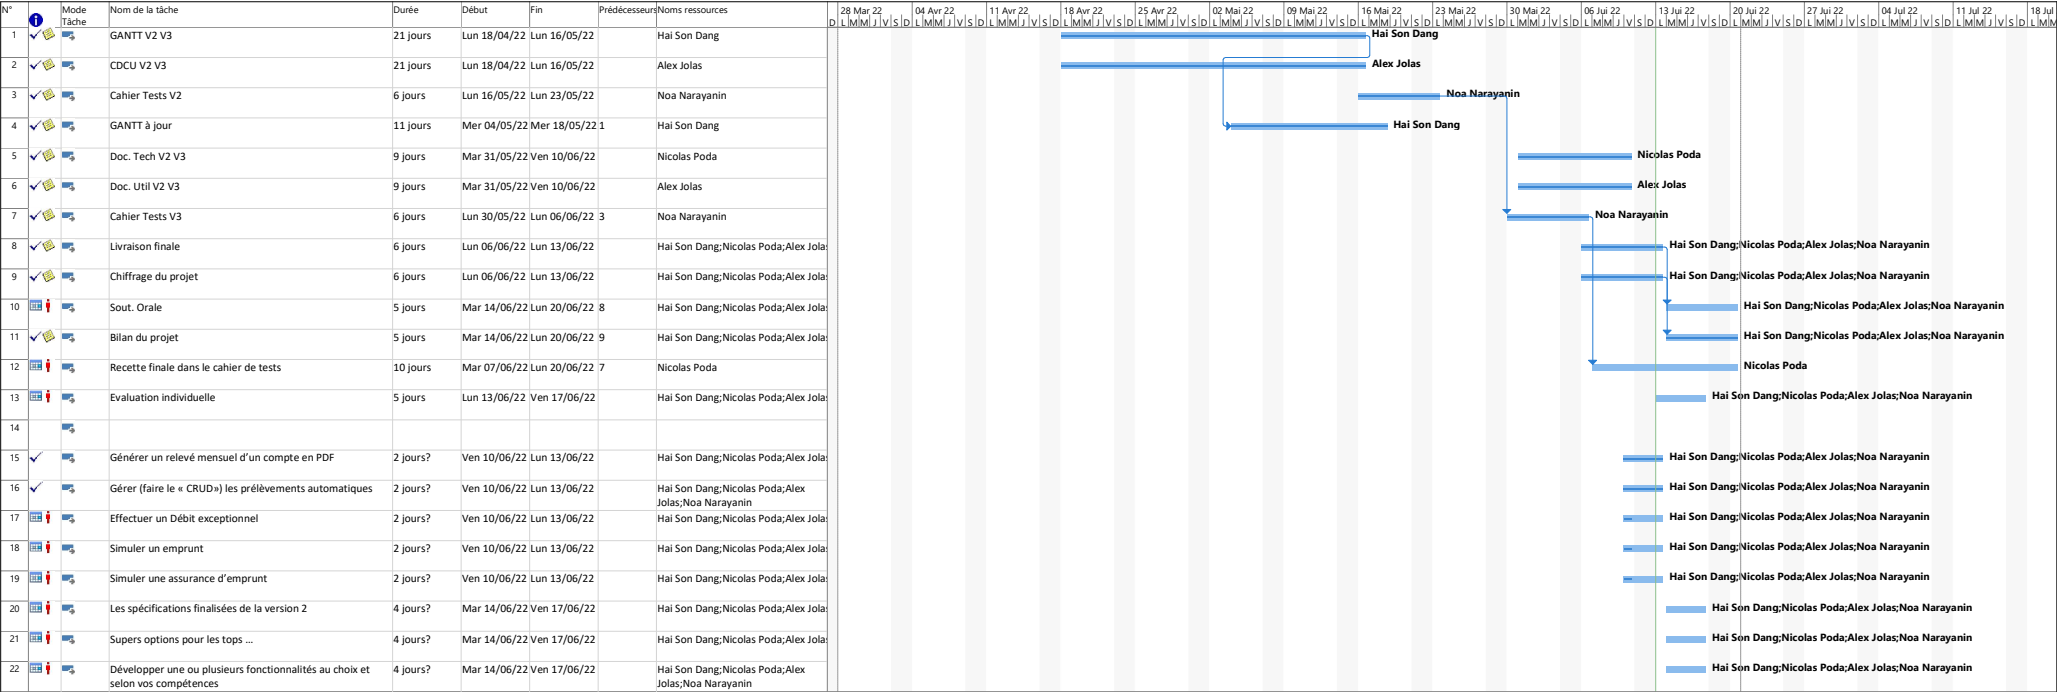 N° Mode Tâche Nom de la tâche Durée Début Fin Prédécesseurs Noms ressources
28 Mar 22 04 Avr 22 11 Avr 22 18 Avr 22 25 Avr 22 02 Mai 22 09 Mai 22 16 Mai 22 23 Mai 22 30 Mai 22 06 Jui 22 13 Jui 22 20 Jui 22 27 Jui 22 04 Jul 22 11 Jul 22 18 Jul
D L M M J V S D L M M J V S D L M M J V S D L M M J V S D L M M J V S D L M M J V S D L M M J V S D L M M J V S D L M M J V S D L M M J V S D L M M J V S D L M M J V S D L M M J V S D L M M J V S D L M M J V S D L M M J V S D L M M
1 GANTT V2 V3 21 jours Lun 18/04/22 Lun 16/05/22 Hai Son Dang Hai Son Dang
2 CDCU V2 V3 21 jours Lun 18/04/22 Lun 16/05/22 Alex Jolas Alex Jolas
3 Cahier Tests V2 6 jours Lun 16/05/22 Lun 23/05/22 Noa Narayanin Noa Narayanin
4 GANTT à jour 11 jours Mer 04/05/22 Mer 18/05/22 1 Hai Son Dang Hai Son Dang
5 Doc. Tech V2 V3 9 jours Mar 31/05/22 Ven 10/06/22 Nicolas Poda Nicolas Poda
6 Doc. Util V2 V3 9 jours Mar 31/05/22 Ven 10/06/22 Alex Jolas Alex Jolas
7 Cahier Tests V3 6 jours Lun 30/05/22 Lun 06/06/22 3 Noa Narayanin Noa Narayanin
8 Livraison finale 6 jours Lun 06/06/22 Lun 13/06/22 Hai Son Dang;Nicolas Poda;Alex Jolas Hai Son Dang;Nicolas Poda;Alex Jolas;Noa Narayanin
9 Chiffrage du projet 6 jours Lun 06/06/22 Lun 13/06/22 Hai Son Dang;Nicolas Poda;Alex Jolas Hai Son Dang;Nicolas Poda;Alex Jolas;Noa Narayanin
10 Sout. Orale 5 jours Mar 14/06/22 Lun 20/06/22 8 Hai Son Dang;Nicolas Poda;Alex Jolas Hai Son Dang;Nicolas Poda;Alex Jolas;Noa Narayanin
11 Bilan du projet 5 jours Mar 14/06/22 Lun 20/06/22 9 Hai Son Dang;Nicolas Poda;Alex Jolas Hai Son Dang;Nicolas Poda;Alex Jolas;Noa Narayanin
12 Recette finale dans le cahier de tests 10 jours Mar 07/06/22 Lun 20/06/22 7 Nicolas Poda Nicolas Poda
13 Evaluation individuelle 5 jours Lun 13/06/22 Ven 17/06/22 Hai Son Dang;Nicolas Poda;Alex Jolas Hai Son Dang;Nicolas Poda;Alex Jolas;Noa Narayanin
14
15 Générer un relevé mensuel d'un compte en PDF 2 jours? Ven 10/06/22 Lun 13/06/22 Hai Son Dang;Nicolas Poda;Alex Jolas Hai Son Dang;Nicolas Poda;Alex Jolas;Noa Narayanin
16 Gérer (faire le « CRUD») les prélèvements automatiques 2 jours? Ven 10/06/22 Lun 13/06/22 Hai Son Dang;Nicolas Poda;Alex Hai Son Dang;Nicolas Poda;Alex Jolas;Noa Narayanin
Jolas;Noa Narayanin
17 Effectuer un Débit exceptionnel 2 jours? Ven 10/06/22 Lun 13/06/22 Hai Son Dang;Nicolas Poda;Alex Jolas Hai Son Dang;Nicolas Poda;Alex Jolas;Noa Narayanin
18 Simuler un emprunt 2 jours? Ven 10/06/22 Lun 13/06/22 Hai Son Dang;Nicolas Poda;Alex Jolas Hai Son Dang;Nicolas Poda;Alex Jolas;Noa Narayanin
19 Simuler une assurance d'emprunt 2 jours? Ven 10/06/22 Lun 13/06/22 Hai Son Dang;Nicolas Poda;Alex Jolas Hai Son Dang;Nicolas Poda;Alex Jolas;Noa Narayanin
20 Les spécifications finalisées de la version 2 4 jours? Mar 14/06/22 Ven 17/06/22 Hai Son Dang;Nicolas Poda;Alex Jolas Hai Son Dang;Nicolas Poda;Alex Jolas;Noa Narayanin
21 Supers options pour les tops ... 4 jours? Mar 14/06/22 Ven 17/06/22 Hai Son Dang;Nicolas Poda;Alex Jolas Hai Son Dang;Nicolas Poda;Alex Jolas;Noa Narayanin
22 Développer une ou plusieurs fonctionnalités au choix et 4 jours? Mar 14/06/22 Ven 17/06/22 Hai Son Dang;Nicolas Poda;Alex Hai Son Dang;Nicolas Poda;Alex Jolas;Noa Narayanin
selon vos compétences Jolas;Noa Narayanin